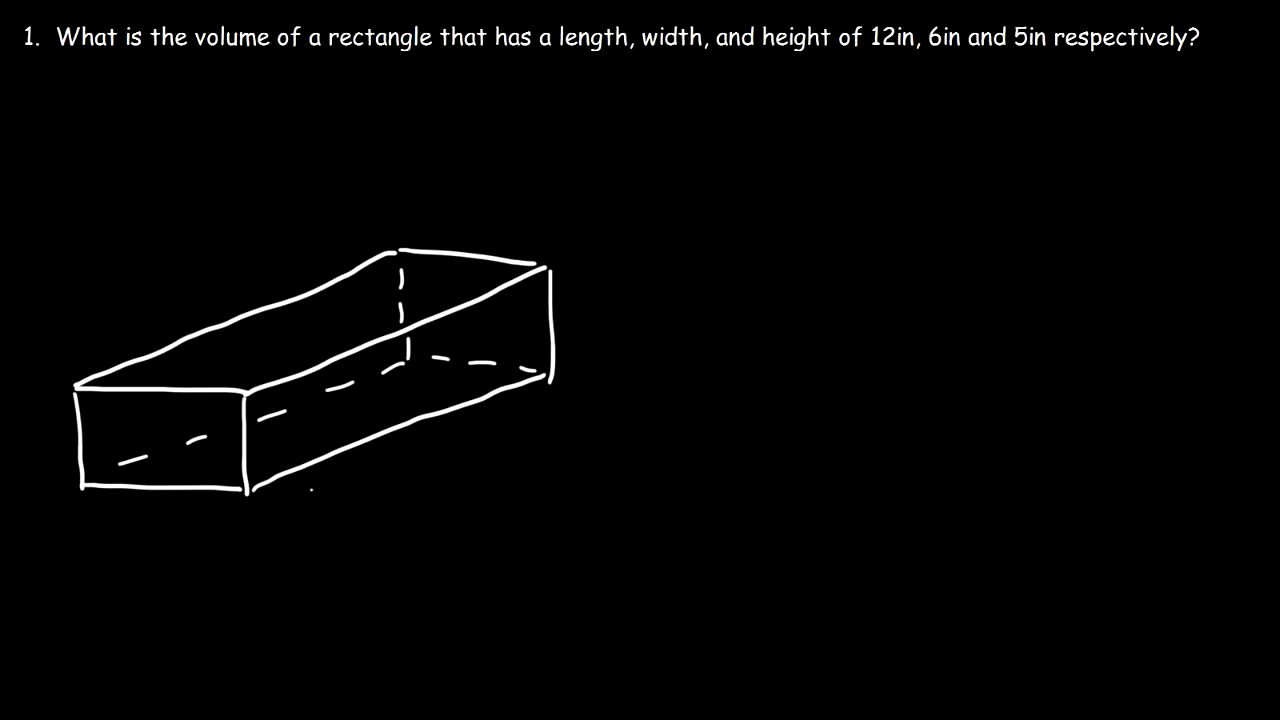 1. What is the volume of a rectangle that has a length, width, and height of 12in, 6in and 5in respectively?